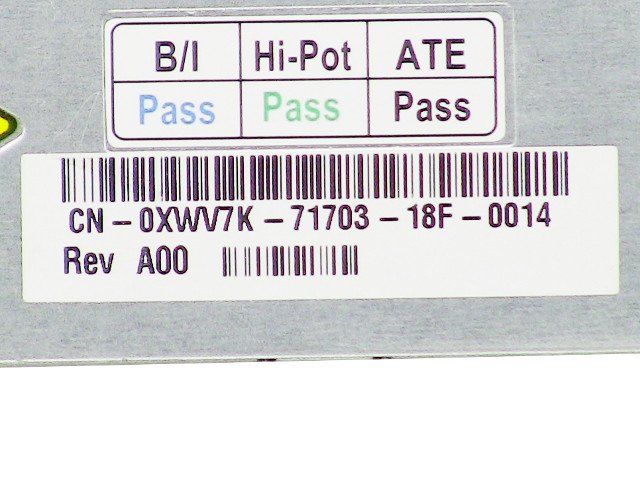 B/I Hi-Pot ATE
Pass Pass Pass
CN-0XWV7K-71703-18F-0014
Rev A00